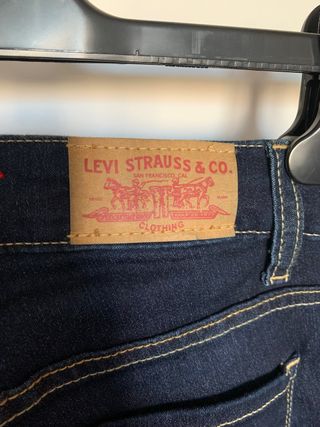 LEVI STRAUSS & CO.
SAN FRANCISCO, CAL
CLOTHING